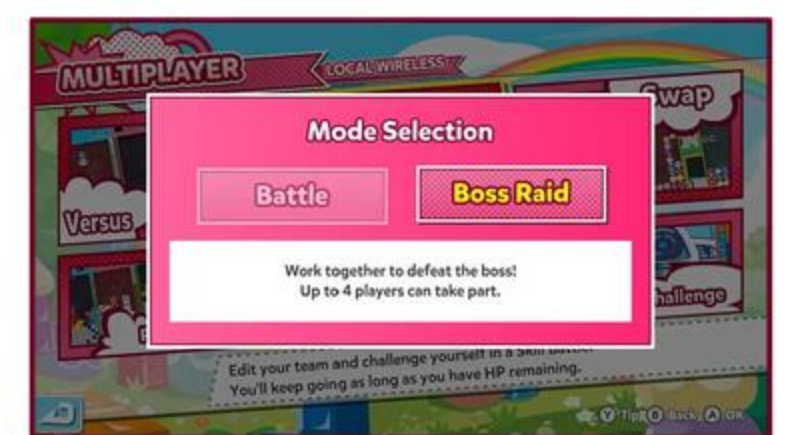 MULTIPLAYER
LOCAL WIRELESS
Swap
Mode Selection
Battle
Boss Raid
Versus
Work together to defeat the boss!
Up to 4 players can take part.
hallenge
Edit your team and challenge yourself in a Skill Battle.
You'll keep going as long as you have HP remaining.
Y Tip B Back A OK